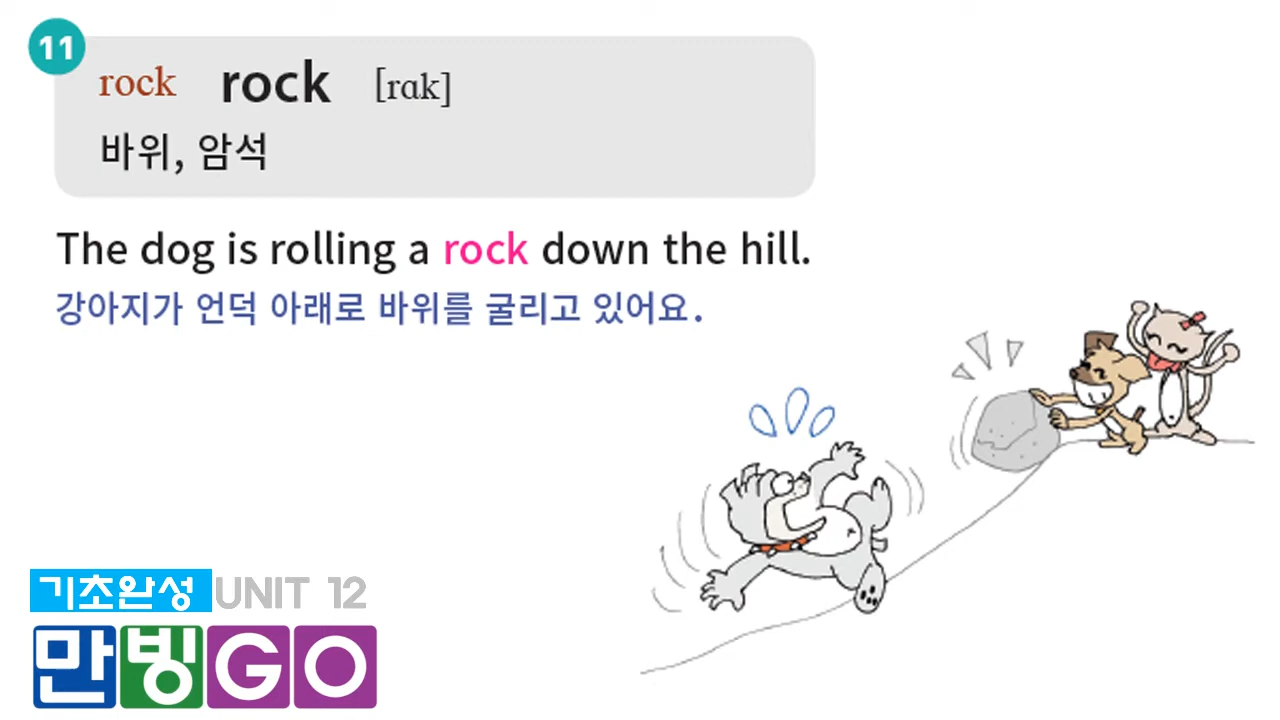 11
rock rock [rɑk]
바위, 암석
The dog is rolling a rock down the hill.
강아지가 언덕 아래로 바위를 굴리고 있어요.
기초완성 UNIT 12
만빙GO